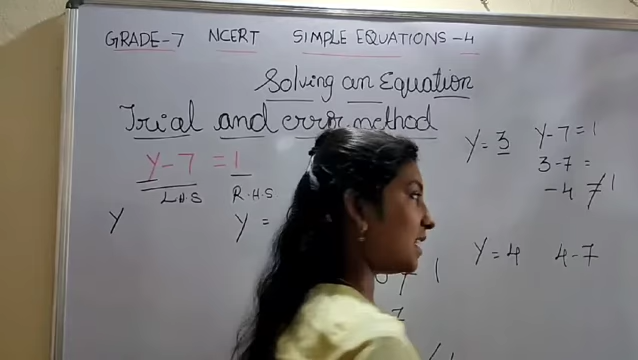 GRADE-7 NCERT SIMPLE EQUATIONS -4
Solving an Equation
Trial and error method
y-7 = 1
L.H.S R.H.S
y
y =
y = 3 y-7 = 1
3-7 =
-4 ≠ 1
y = 4 4-7
≠ 1